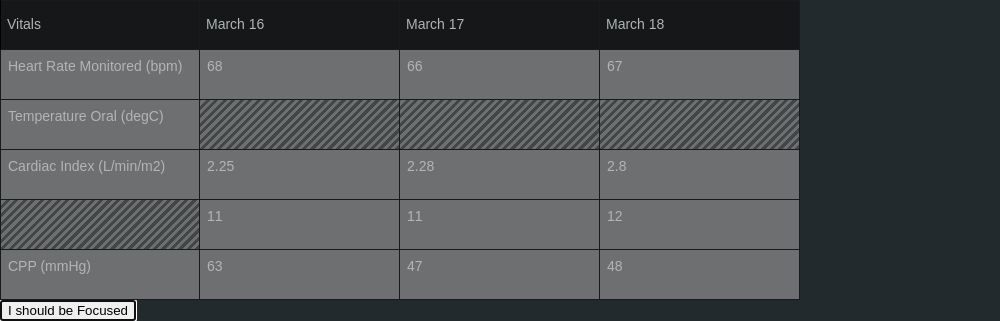 Vitals March 16 March 17 March 18
Heart Rate Monitored (bpm) 68 66 67
Temperature Oral (degC)
Cardiac Index (L/min/m2) 2.25 2.28 2.8
11 11 12
CPP (mmHg) 63 47 48
I should be Focused